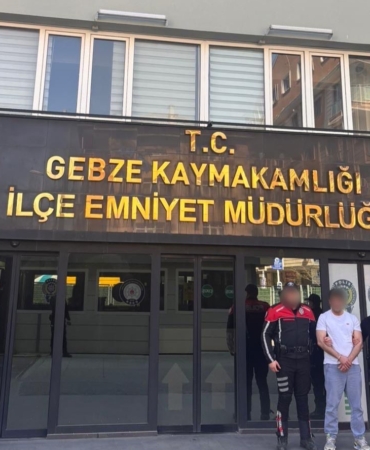 T.C.
GEBZE KAYMAKAMLIĞI
İLÇE EMNİYET MÜDÜRLÜĞ